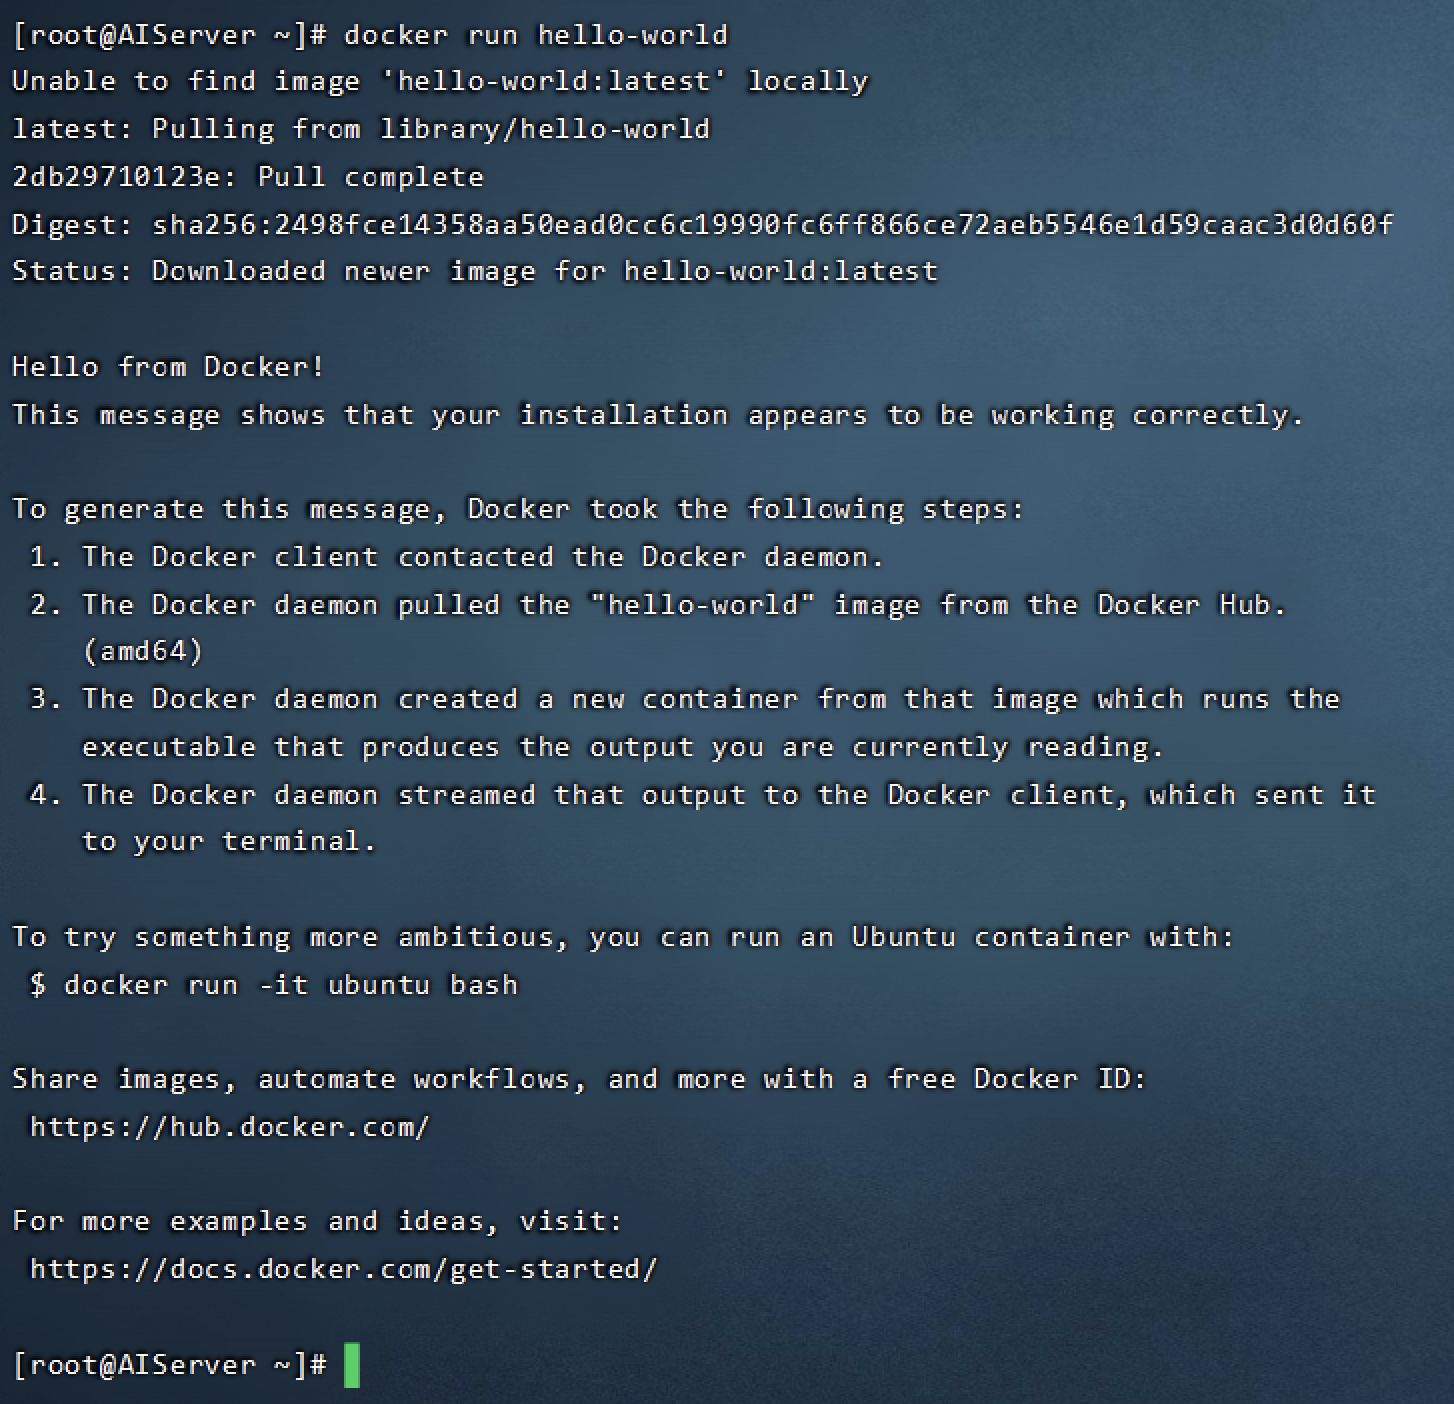 [root@AIServer ~]# docker run hello-world
Unable to find image 'hello-world:latest' locally
latest: Pulling from library/hello-world
2db29710123e: Pull complete
Digest: sha256:2498fce14358aa50ead0cc6c19990fc6ff866ce72aeb5546e1d59caac3d0d60f
Status: Downloaded newer image for hello-world:latest

Hello from Docker!
This message shows that your installation appears to be working correctly.

To generate this message, Docker took the following steps:
 1. The Docker client contacted the Docker daemon.
 2. The Docker daemon pulled the "hello-world" image from the Docker Hub.
    (amd64)
 3. The Docker daemon created a new container from that image which runs the
    executable that produces the output you are currently reading.
 4. The Docker daemon streamed that output to the Docker client, which sent it
    to your terminal.

To try something more ambitious, you can run an Ubuntu container with:
 $ docker run -it ubuntu bash

Share images, automate workflows, and more with a free Docker ID:
 https://hub.docker.com/

For more examples and ideas, visit:
 https://docs.docker.com/get-started/

[root@AIServer ~]#